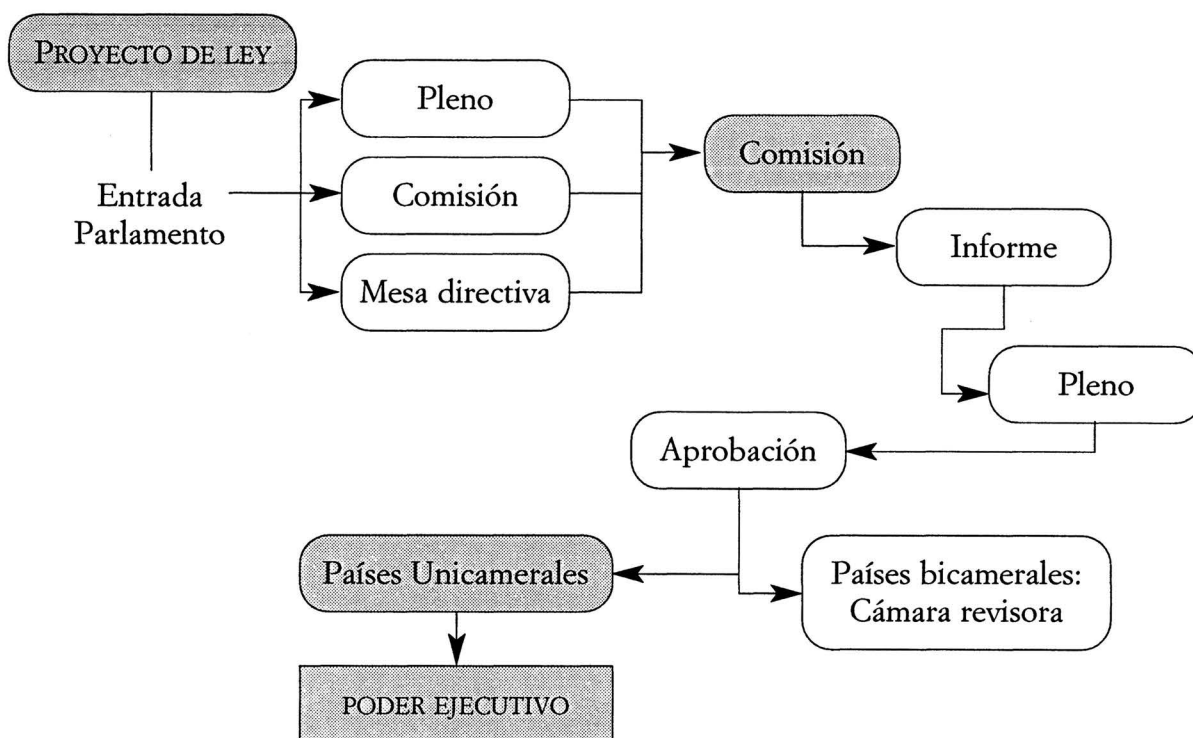 PROYECTO DE LEY
Entrada
Parlamento
Pleno
Comisión
Mesa directiva
Comisión
Informe
Pleno
Aprobación
Países Unicamerales
Países bicamerales:
Cámara revisora
PODER EJECUTIVO